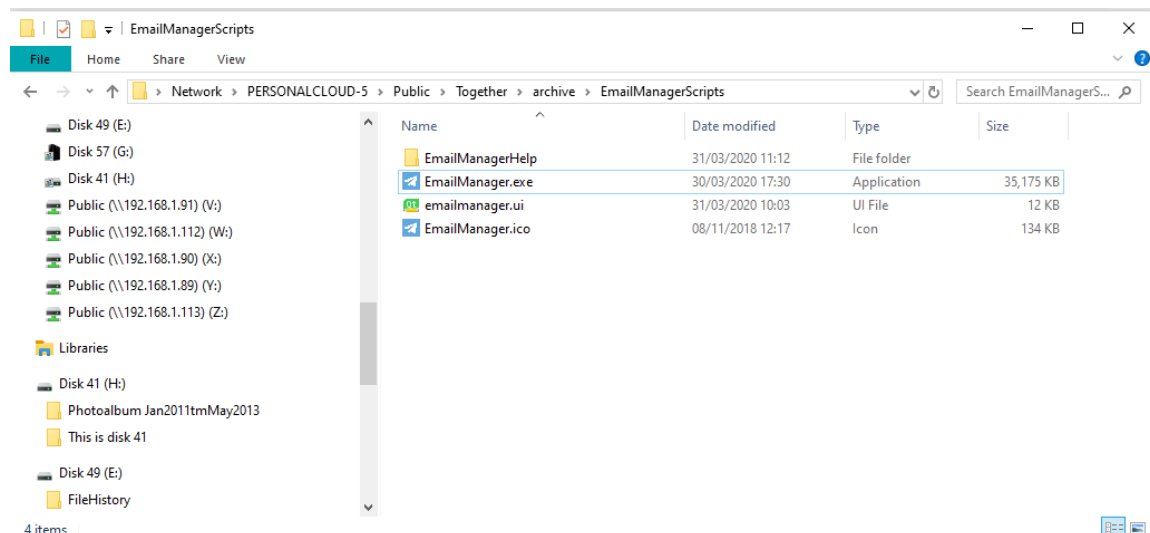 EmailManagerScripts
File Home Share View
Network > PERSONALCLOUD-5 > Public > Together > archive > EmailManagerScripts
Search EmailManagerS...
Disk 49 (E:)
Disk 57 (G:)
Disk 41 (H:)
Public (\\192.168.1.91) (V:)
Public (\\192.168.1.112) (W:)
Public (\\192.168.1.90) (X:)
Public (\\192.168.1.89) (Y:)
Public (\\192.168.1.113) (Z:)
Libraries
Disk 41 (H:)
Photoalbum Jan2011tmMay2013
This is disk 41
Disk 49 (E:)
FileHistory
Name Date modified Type Size
EmailManagerHelp 31/03/2020 11:12 File folder
EmailManager.exe 30/03/2020 17:30 Application 35,175 KB
emailmanager.ui 31/03/2020 10:03 UI File 12 KB
EmailManager.ico 08/11/2018 12:17 Icon 134 KB
4 items